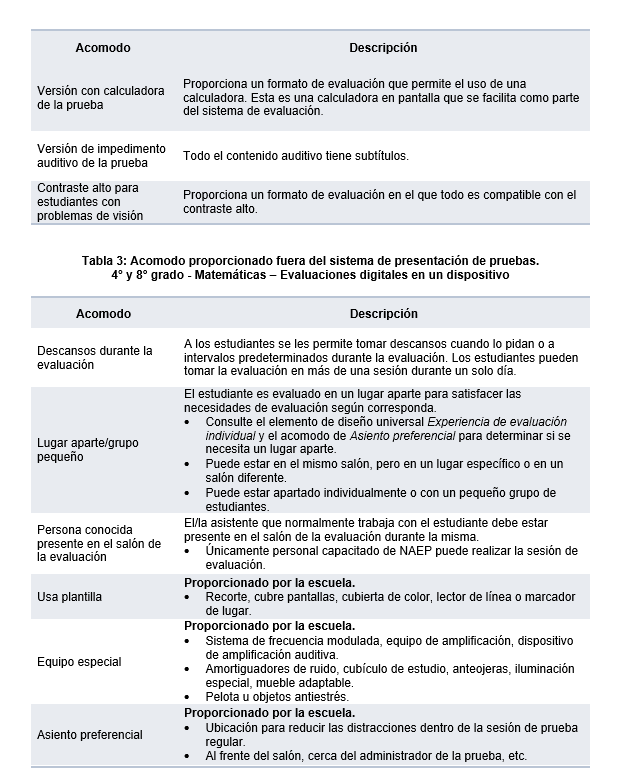 Acomodo
Descripción
Versión con calculadora
de la prueba
Proporciona un formato de evaluación que permite el uso de una
calculadora. Esta es una calculadora en pantalla que se facilita como parte
del sistema de evaluación.
Versión de impedimento
auditivo de la prueba
Todo el contenido auditivo tiene subtítulos.
Contraste alto para
estudiantes con
problemas de visión
Proporciona un formato de evaluación en el que todo es compatible con el
contraste alto.
Tabla 3: Acomodo proporcionado fuera del sistema de presentación de pruebas.
4° y 8° grado - Matemáticas – Evaluaciones digitales en un dispositivo
Acomodo
Descripción
Descansos durante la
evaluación
A los estudiantes se les permite tomar descansos cuando lo pidan o a
intervalos predeterminados durante la evaluación. Los estudiantes pueden
tomar la evaluación en más de una sesión durante un solo día.
Lugar aparte/grupo
pequeño
El estudiante es evaluado en un lugar aparte para satisfacer las
necesidades de evaluación según corresponda.
• Consulte el elemento de diseño universal Experiencia de evaluación
individual y el acomodo de Asiento preferencial para determinar si se
necesita un lugar aparte.
• Puede estar en el mismo salón, pero en un lugar específico o en un
salón diferente.
• Puede estar apartado individualmente o con un pequeño grupo de
estudiantes.
Persona conocida
presente en el salón de
la evaluación
El/la asistente que normalmente trabaja con el estudiante debe estar
presente en el salón de la evaluación durante la misma.
• Únicamente personal capacitado de NAEP puede realizar la sesión de
evaluación.
Usa plantilla
Proporcionado por la escuela.
• Recorte, cubre pantallas, cubierta de color, lector de línea o marcador
de lugar.
Equipo especial
Proporcionado por la escuela.
• Sistema de frecuencia modulada, equipo de amplificación, dispositivo
de amplificación auditiva.
• Amortiguadores de ruido, cubículo de estudio, anteojeras, iluminación
especial, mueble adaptable.
• Pelota u objetos antiestrés.
Asiento preferencial
Proporcionado por la escuela.
• Ubicación para reducir las distracciones dentro de la sesión de prueba
regular.
• Al frente del salón, cerca del administrador de la prueba, etc.